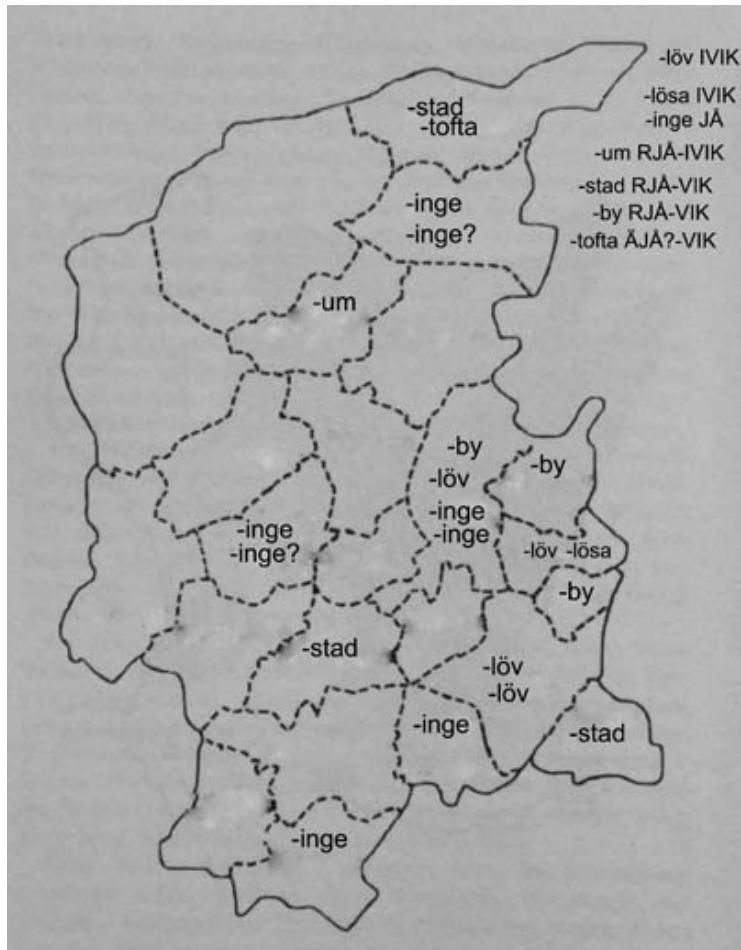 -löv IVIK
-lösa IVIK
-inge JÅ
-um RJÅ-IVIK
-stad RJÅ-VIK
-by RJÅ-VIK
-tofta ÄJÅ?-VIK
-stad
-tofta
-inge
-inge?
-um
-by
-löv
-inge
-inge
-by
-inge
-inge?
-löv -lösa
-by
-stad
-löv
-löv
-inge
-stad
-inge